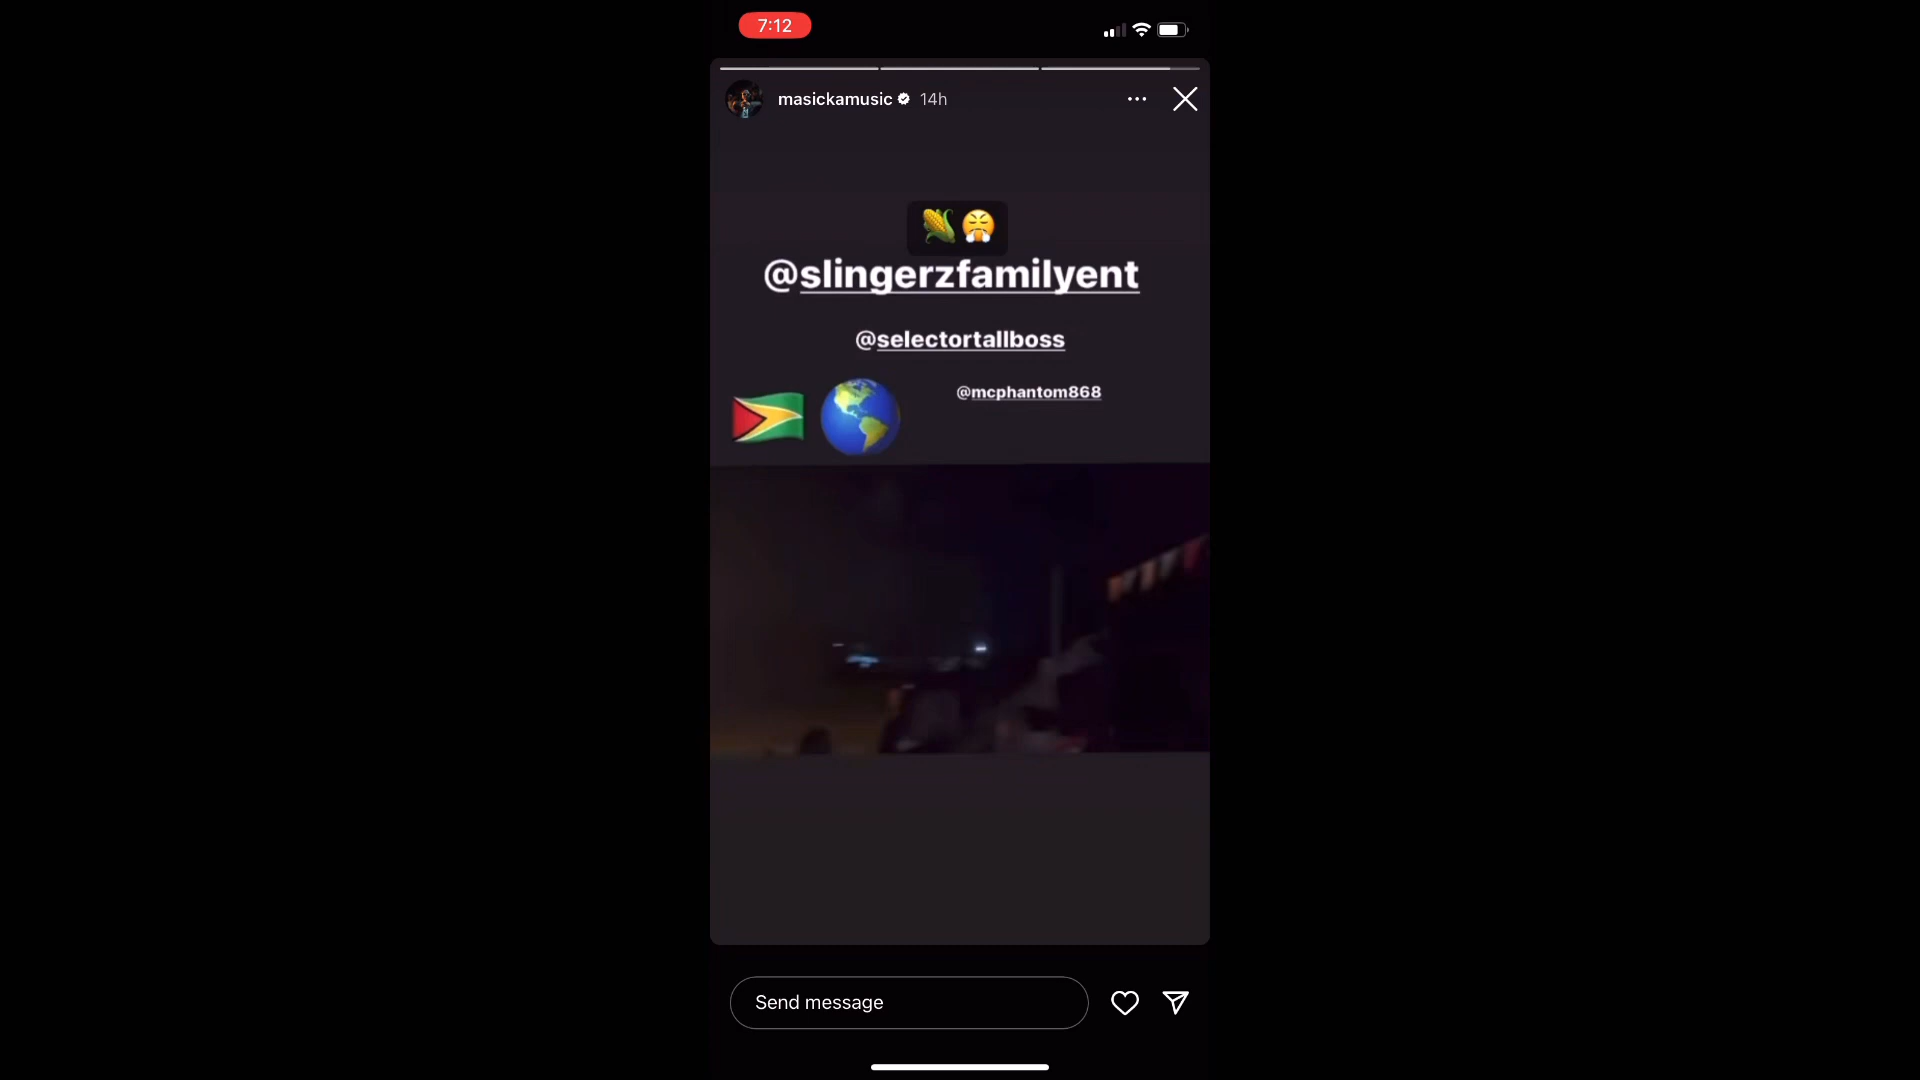 7:12
masickamusic 14h
@slingerzfamilyent
@selectortallboss
@mcphantom868
Send message